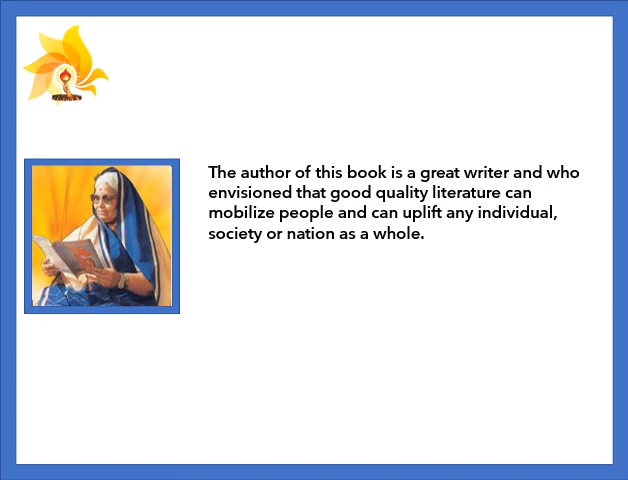 The author of this book is a great writer and who
envisioned that good quality literature can
mobilize people and can uplift any individual,
society or nation as a whole.